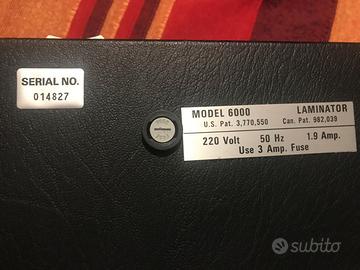 SERIAL NO.
014827
MODEL 6000 LAMINATOR
U.S. Pat. 3,770,550 Can. Pat. 982,039
220 Volt 50 Hz 1.9 Amp.
Use 3 Amp. Fuse
subito